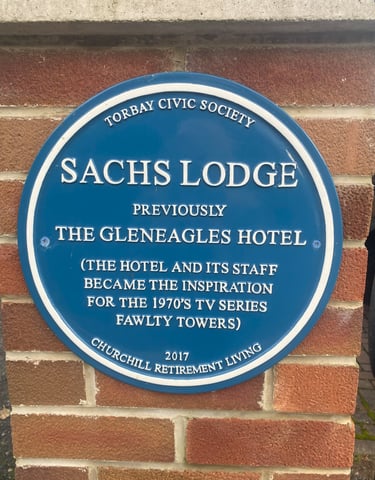 TORBAY CIVIC SOCIETY
SACHS LODGE
PREVIOUSLY
THE GLENEAGLES HOTEL
(THE HOTEL AND ITS STAFF
BECAME THE INSPIRATION
FOR THE 1970'S TV SERIES
FAWLTY TOWERS)
2017
CHURCHILL RETIREMENT LIVING